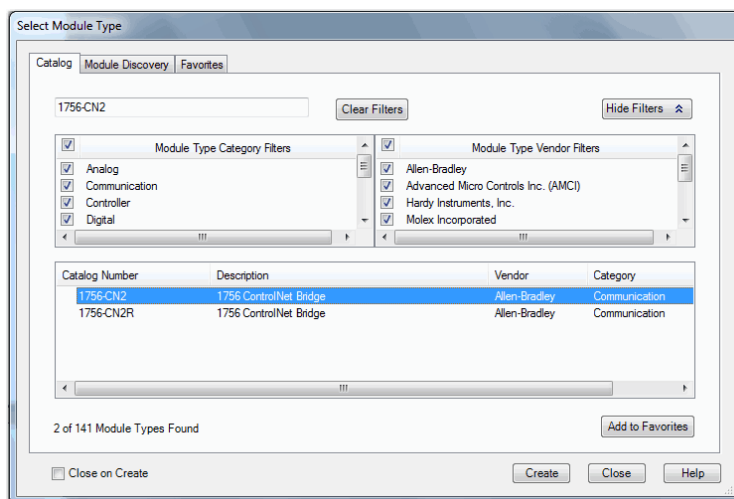 Select Module Type
Catalog Module Discovery Favorites
1756-CN2 Clear Filters Hide Filters
Module Type Category Filters Module Type Vendor Filters
Analog Allen-Bradley
Communication Advanced Micro Controls Inc. (AMCI)
Controller Hardy Instruments, Inc.
Digital Molex Incorporated
Catalog Number Description Vendor Category
1756-CN2 1756 ControlNet Bridge Allen-Bradley Communication
1756-CN2R 1756 ControlNet Bridge Allen-Bradley Communication
2 of 141 Module Types Found Add to Favorites
Close on Create Create Close Help